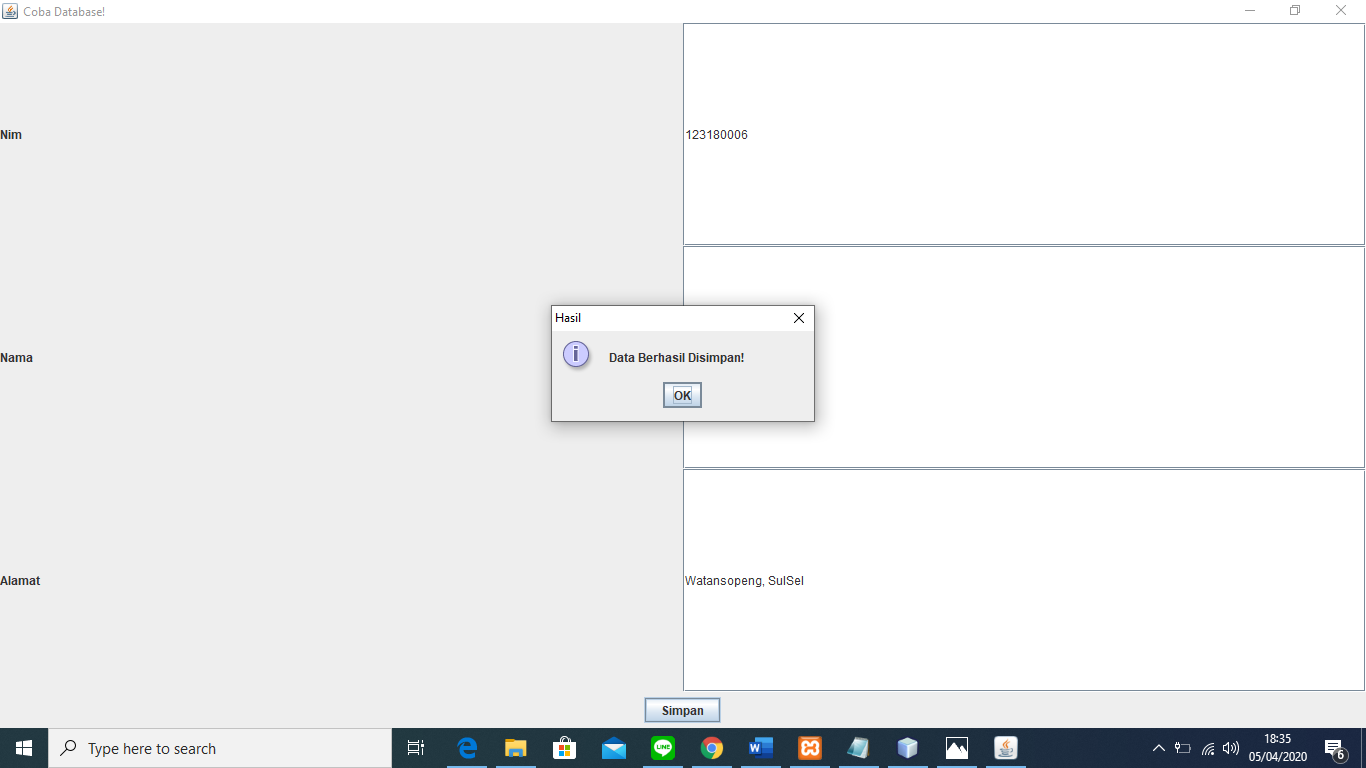 Coba Database!
Nim
123180006
Hasil
Data Berhasil Disimpan!
OK
Nama
Alamat
Watansopeng, SulSel
Simpan
Type here to search
LINE
18:35
05/04/2020
6